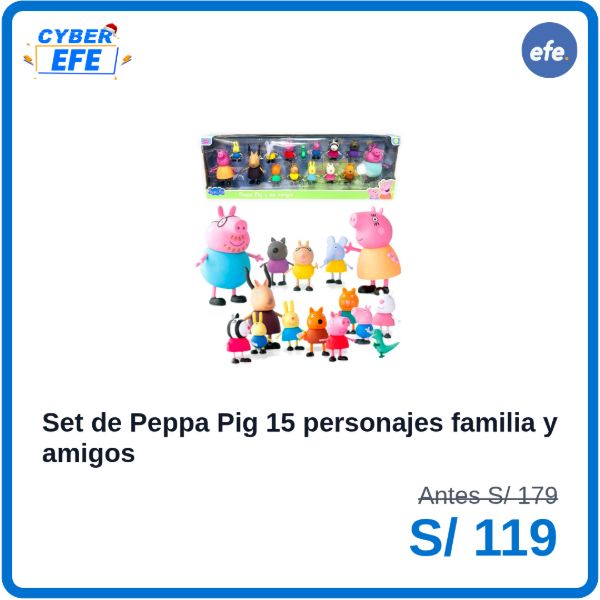 CYBER
EFE
efe.
Set de Peppa Pig 15 personajes familia y
amigos
Antes S/ 179
S/ 119